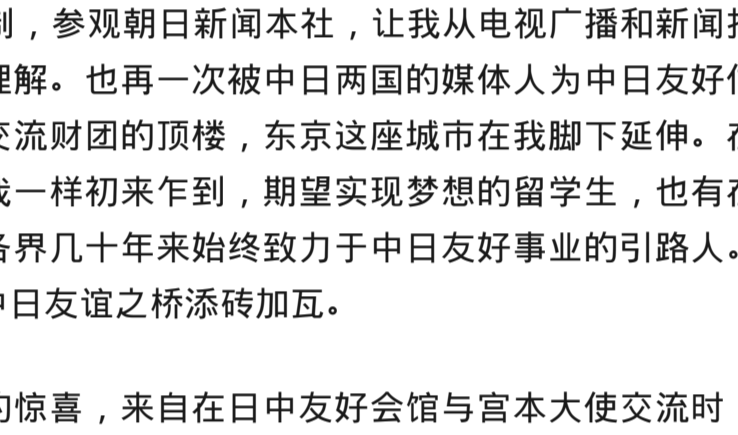 制，参观朝日新闻本社，让我从电视广播和新闻
理解。也再一次被中日两国的媒体人为中日友好
交流财团的顶楼，东京这座城市在我脚下延伸。在
我一样初来乍到，期望实现梦想的留学生，也有在
各界几十年来始终致力于中日友好事业的引路人。
中日友谊之桥添砖加瓦。
的惊喜，来自在日中友好会馆与宫本大使交流时